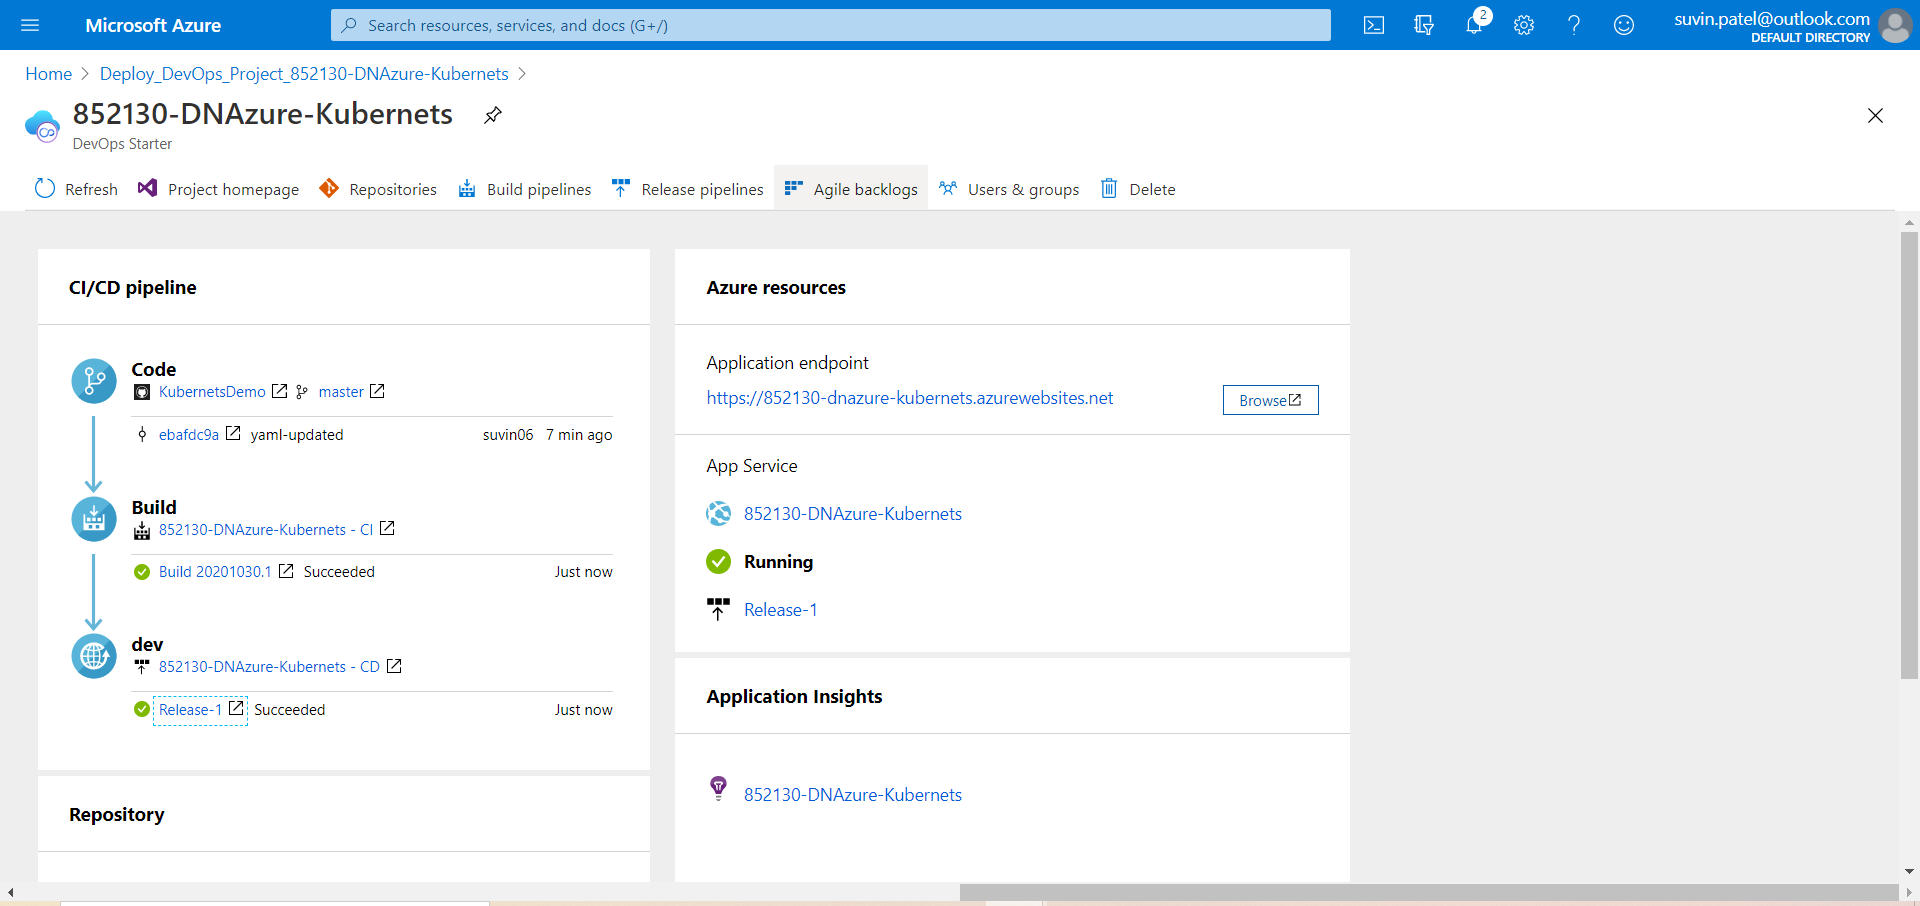 Microsoft Azure
Search resources, services, and docs (G+/)
2
suvin.patel@outlook.com
DEFAULT DIRECTORY
Home > Deploy_DevOps_Project_852130-DNAzure-Kubernets >
852130-DNAzure-Kubernets
DevOps Starter
Refresh Project homepage Repositories Build pipelines Release pipelines Agile backlogs Users & groups Delete
CI/CD pipeline
Code
KubernetsDemo master
ebafdc9a yaml-updated suvin06 7 min ago
Build
852130-DNAzure-Kubernets - CI
Build 20201030.1 Succeeded Just now
dev
852130-DNAzure-Kubernets - CD
Release-1 Succeeded Just now
Repository
Azure resources
Application endpoint
https://852130-dnazure-kubernets.azurewebsites.net Browse
App Service
852130-DNAzure-Kubernets
Running
Release-1
Application Insights
852130-DNAzure-Kubernets